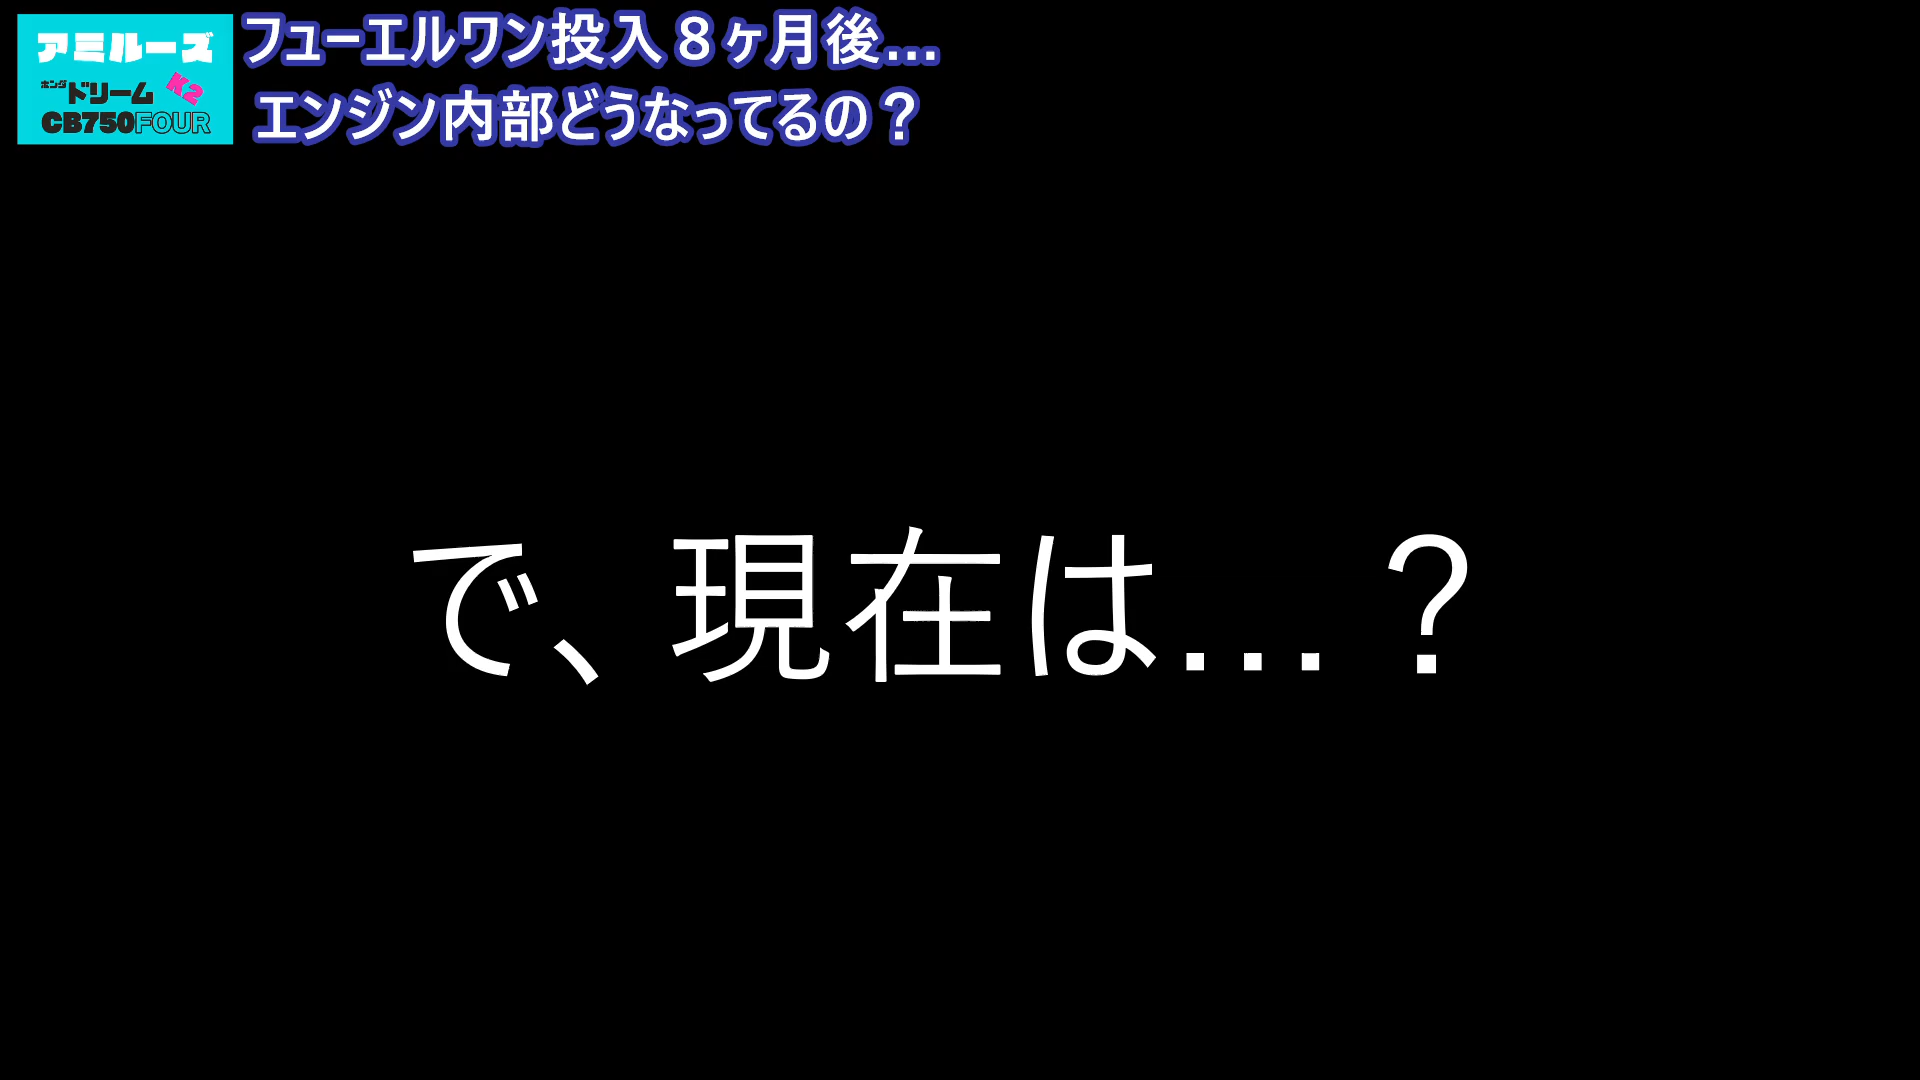 アミルーズ
ホンダドリーム K2
CB750FOUR
フューエルワン投入８ヶ月後...
エンジン内部どうなってるの？
で、現在は...？